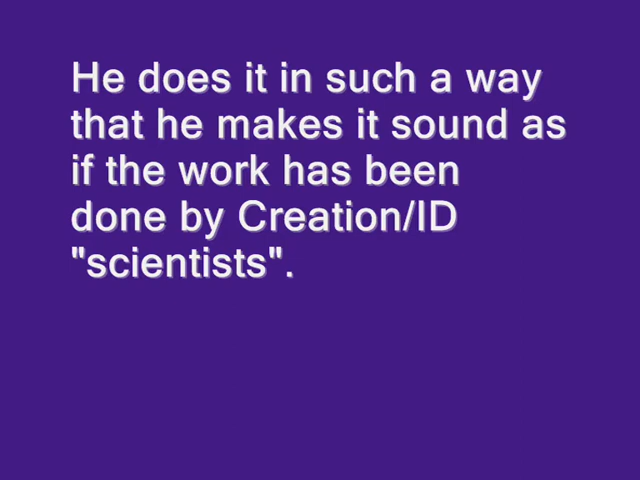 He does it in such a way
that he makes it sound as
if the work has been
done by Creation/ID
"scientists".